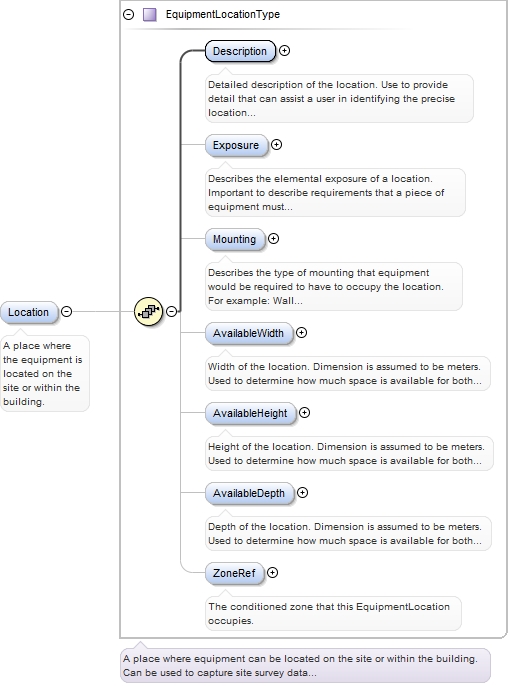 EquipmentLocationType
Description
Detailed description of the location. Use to provide
detail that can assist a user in identifying the precise
location...
Exposure
Describes the elemental exposure of a location.
Important to describe requirements that a piece of
equipment must...
Mounting
Describes the type of mounting that equipment
would be required to have to occupy the location.
For example: Wall...
Location
A place where
the equipment is
located on the
site or within the
building.
AvailableWidth
Width of the location. Dimension is assumed to be meters.
Used to determine how much space is available for both...
AvailableHeight
Height of the location. Dimension is assumed to be meters.
Used to determine how much space is available for both...
AvailableDepth
Depth of the location. Dimension is assumed to be meters.
Used to determine how much space is available for both...
ZoneRef
The conditioned zone that this EquipmentLocation
occupies.
A place where equipment can be located on the site or within the building.
Can be used to capture site survey data...